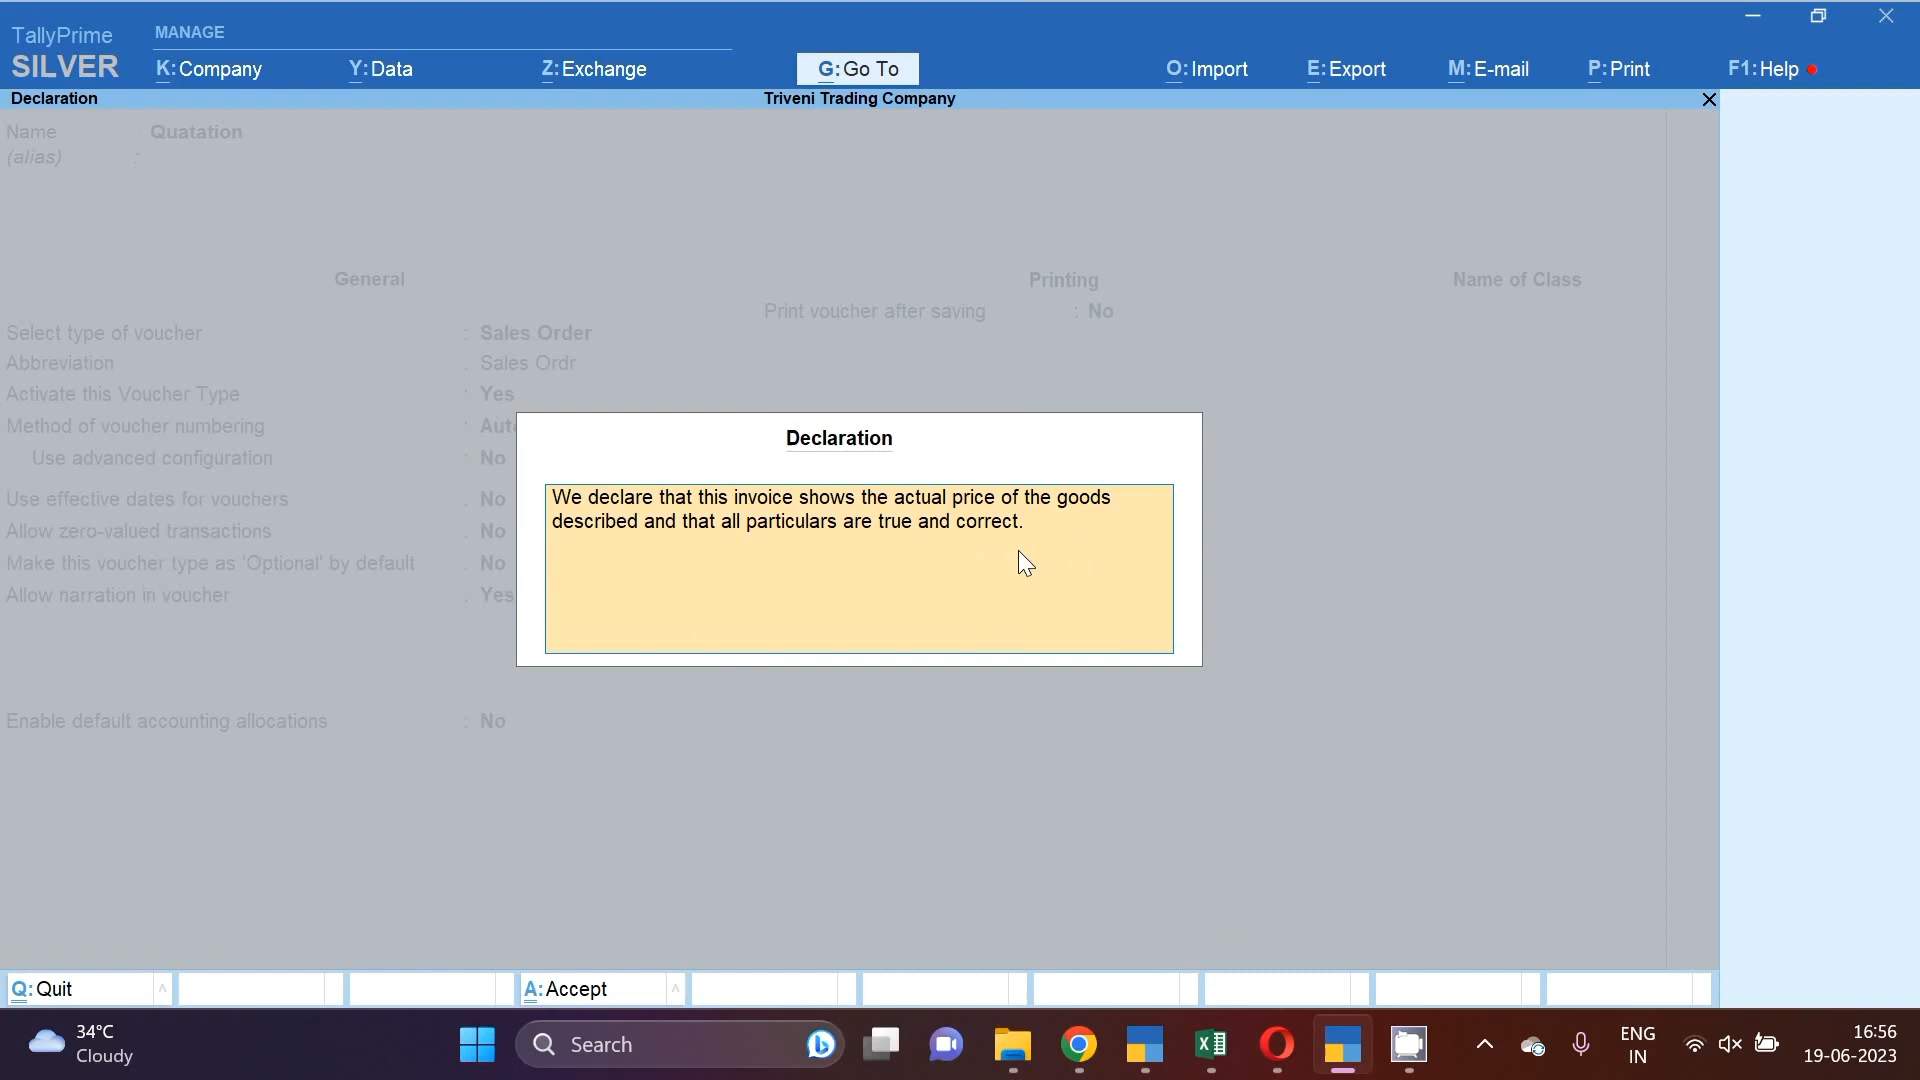 TallyPrime
SILVER
MANAGE
K:Company Y:Data Z:Exchange G:Go To O:Import E:Export M:E-mail P:Print F1:Help
Declaration Triveni Trading Company
Name : Quatation
(alias) :
General Printing Name of Class
Print voucher after saving : No
Select type of voucher : Sales Order
Abbreviation : Sales Ordr
Activate this Voucher Type : Yes
Method of voucher numbering : Auto
Use advanced configuration : No
Use effective dates for vouchers : No
Allow zero-valued transactions : No
Make this voucher type as 'Optional' by default : No
Allow narration in voucher : Yes
Enable default accounting allocations : No
Declaration
We declare that this invoice shows the actual price of the goods
described and that all particulars are true and correct.
Q:Quit A:Accept
34°C
Cloudy
Search
ENG
IN
16:56
19-06-2023